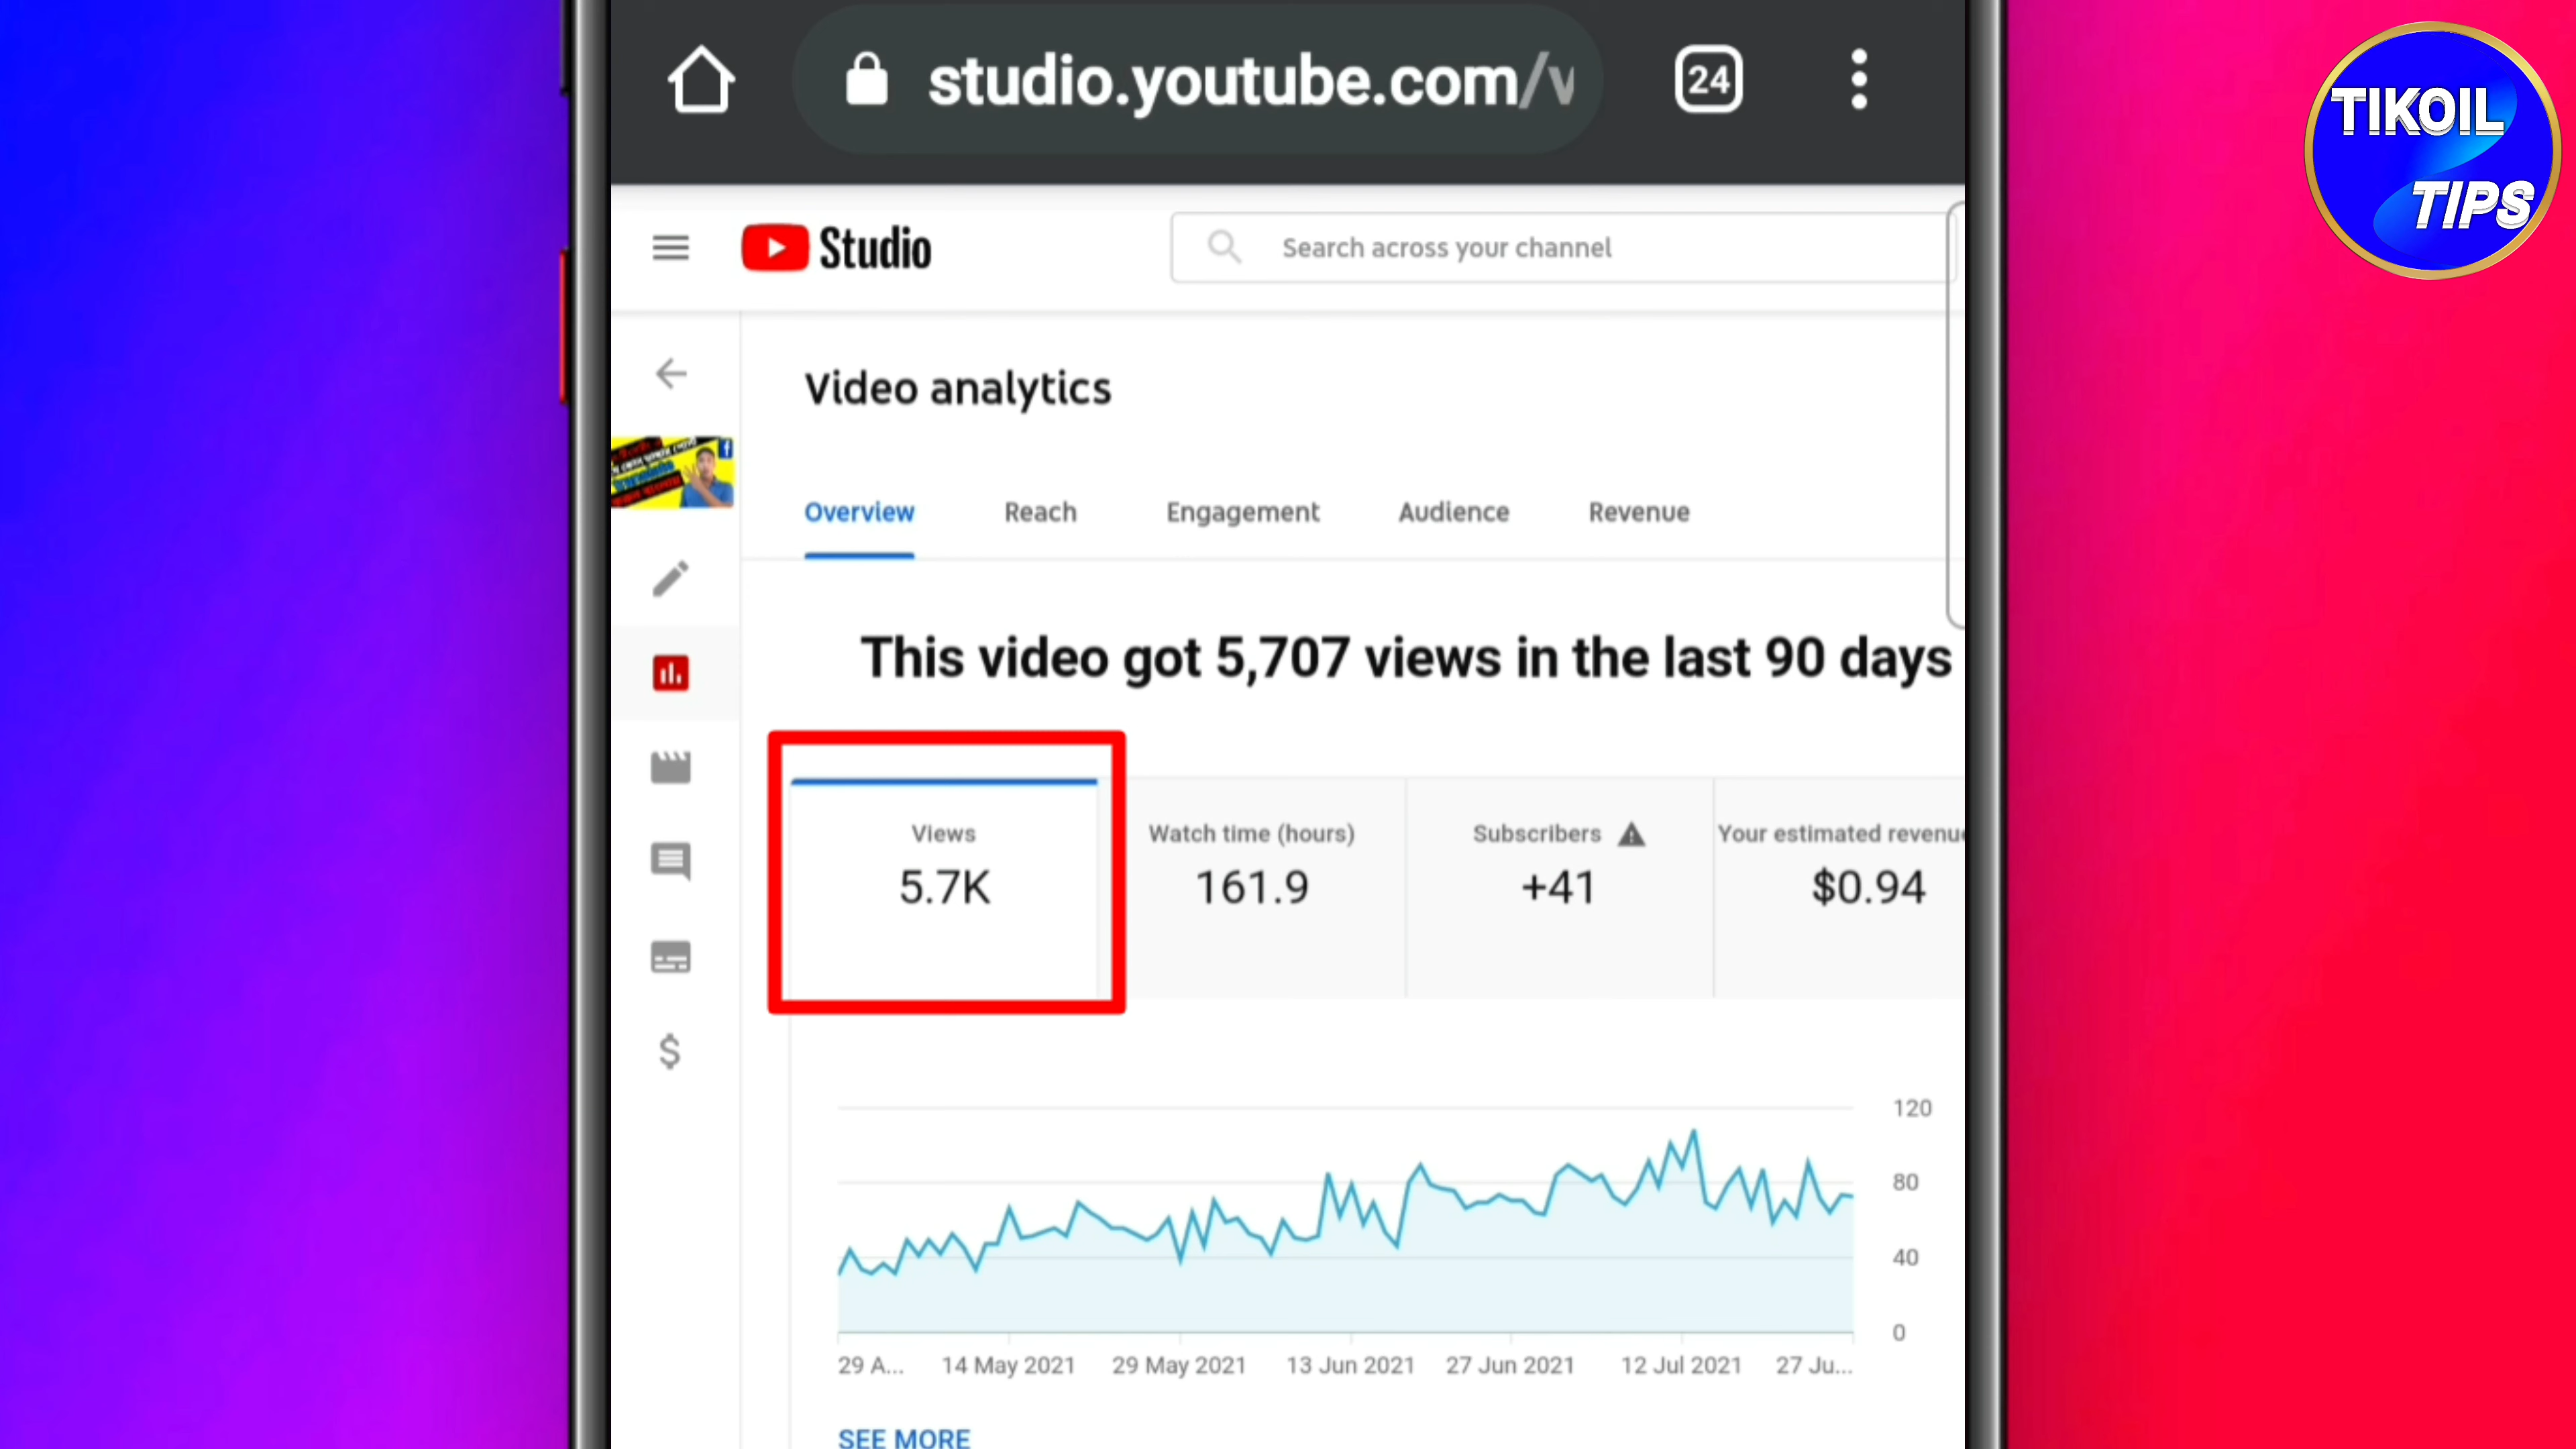 studio.youtube.com/v
24
TIKOIL
TIPS
Studio
Search across your channel
Video analytics
Overview
Reach
Engagement
Audience
Revenue
This video got 5,707 views in the last 90 days
Views
5.7K
Watch time (hours)
161.9
Subscribers
+41
Your estimated revenue
$0.94
120
80
40
0
29 A...
14 May 2021
29 May 2021
13 Jun 2021
27 Jun 2021
12 Jul 2021
27 Ju...
SEE MORE